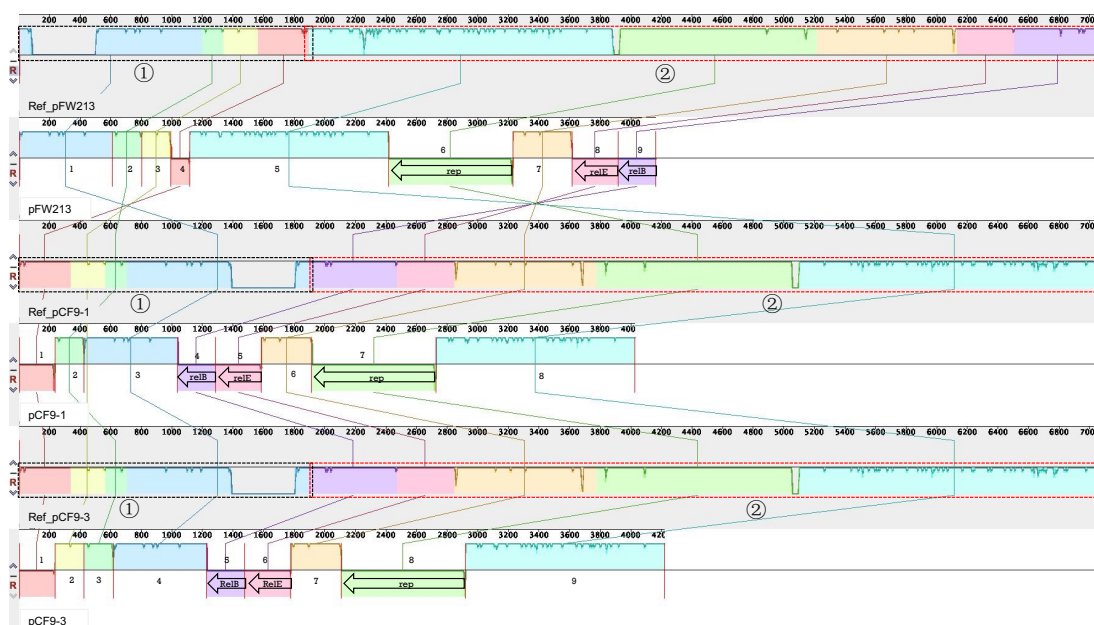 200 400 600 800 1000 1200 1400 1600 1800 2000 2200 2400 2600 2800 3000 3200 3400 3600 3800 4000 4200 4400 4600 4800 5000 5200 5400 5600 5800 6000 6200 6400 6600 6800
R
① ②
Ref_pFW213
200 400 600 800 1000 1200 1400 1600 1800 2000 2200 2400 2600 2800 3000 3200 3400 3600 3800 4000
R
1 2 3 4 5 6 7 8 9
rep relE relB
pFW213
200 400 600 800 1000 1200 1400 1600 1800 2000 2200 2400 2600 2800 3000 3200 3400 3600 3800 4000 4200 4400 4600 4800 5000 5200 5400 5600 5800 6000 6200 6400 6600 6800
R
① ②
Ref_pCF9-1
200 400 600 800 1000 1200 1400 1600 1800 2000 2200 2400 2600 2800 3000 3200 3400 3600 3800
R
1 2 3 4 5 6 7 8
relB relE rep
pCF9-1
200 400 600 800 1000 1200 1400 1600 1800 2000 2200 2400 2600 2800 3000 3200 3400 3600 3800 4000 4200 4400 4600 4800 5000 5200 5400 5600 5800 6000 6200 6400 6600 6800
R
① ②
Ref_pCF9-3
200 400 600 800 1000 1200 1400 1600 1800 2000 2200 2400 2600 2800 3000 3200 3400 3600 3800 4000
R
1 2 3 4 5 6 7 8 9
RelB RelE rep
pCF9-3